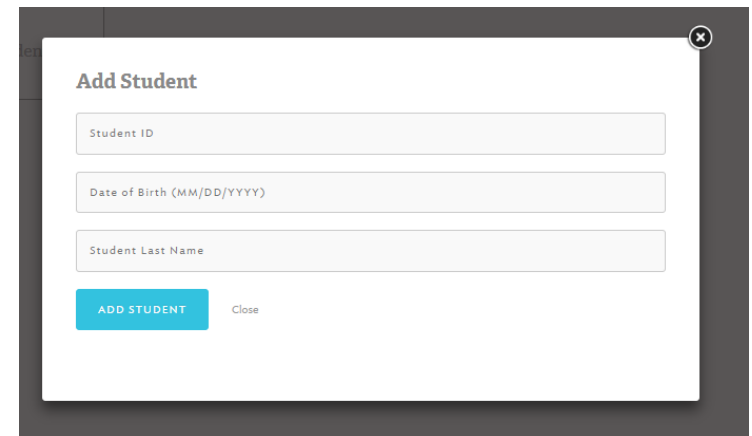 Add Student
Student ID
Date of Birth (MM/DD/YYYY)
Student Last Name
ADD STUDENT
Close